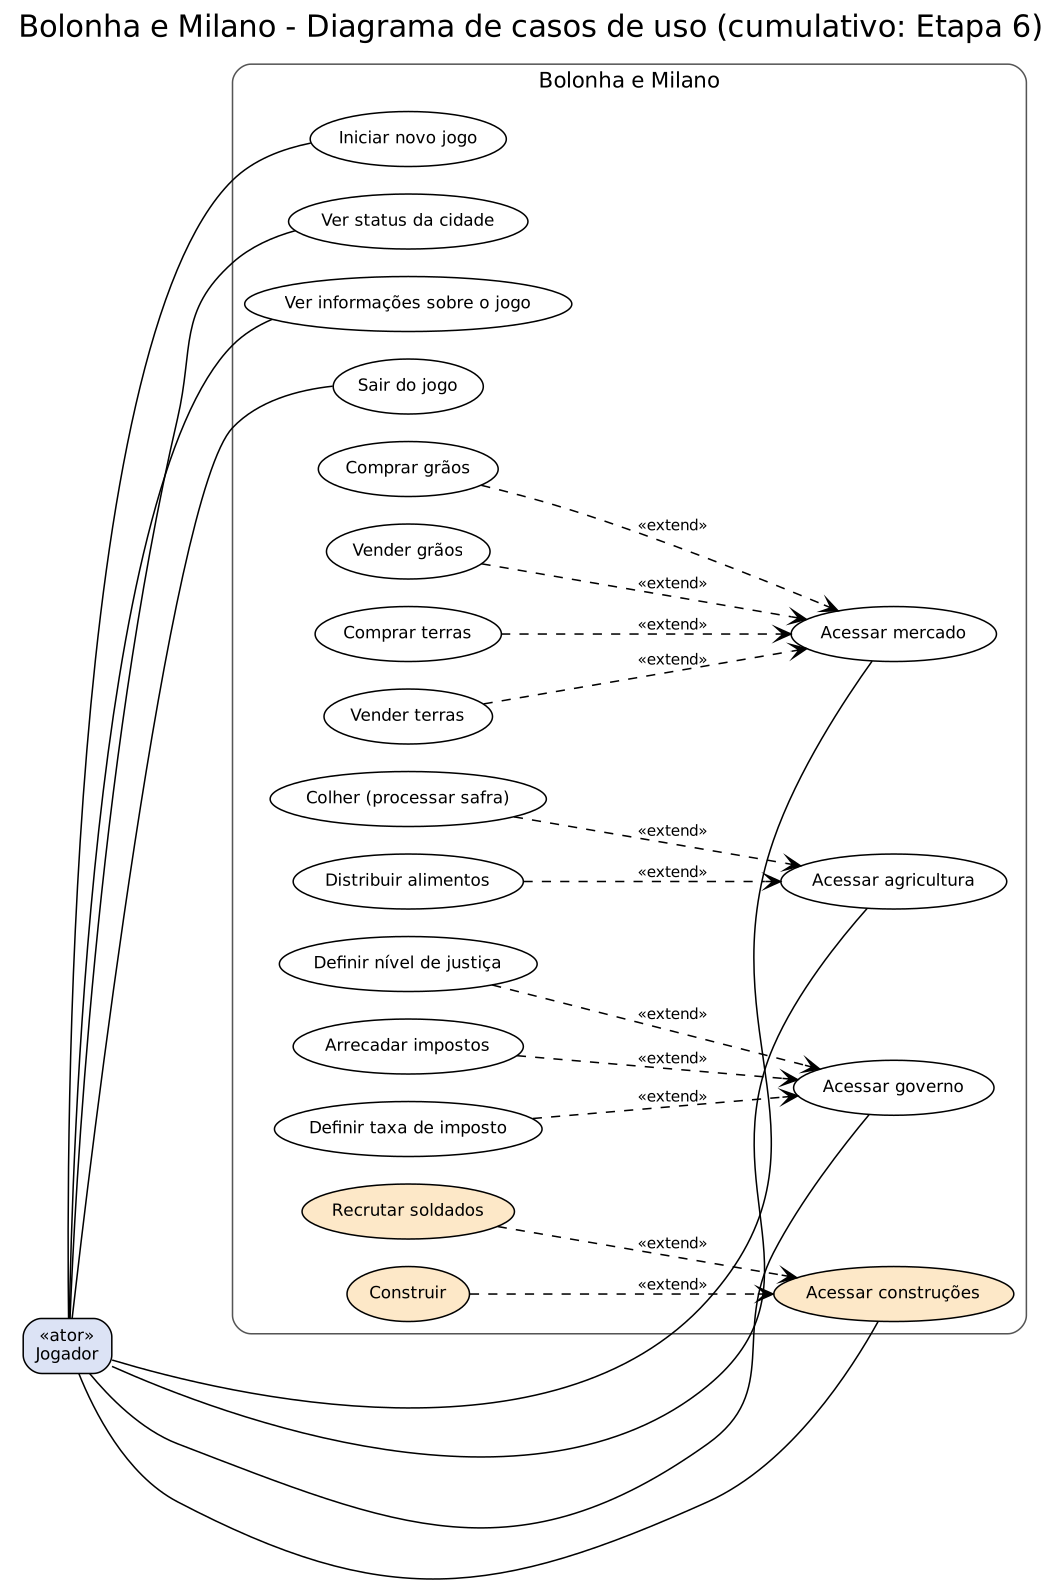 Bolonha e Milano - Diagrama de casos de uso (cumulativo: Etapa 6)
Bolonha e Milano
Iniciar novo jogo
Ver status da cidade
Ver informações sobre o jogo
Sair do jogo
Comprar grãos
«extend»
Vender grãos
«extend»
Comprar terras
«extend»
Acessar mercado
«extend»
Vender terras
Colher (processar safra)
«extend»
Distribuir alimentos
«extend»
Acessar agricultura
Definir nível de justiça
«extend»
Arrecadar impostos
«extend»
Acessar governo
«extend»
Definir taxa de imposto
Recrutar soldados
«extend»
Construir
«extend»
Acessar construções
«ator»
Jogador